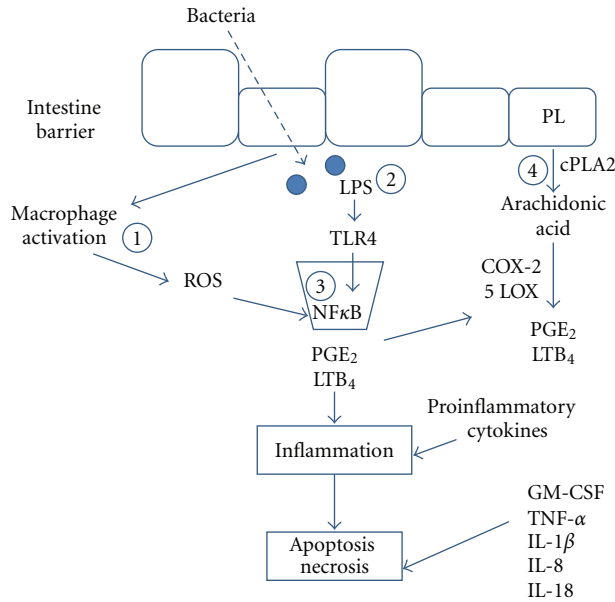 Bacteria
Intestine
barrier
PL
4
cPLA2
2
LPS
Arachidonic
acid
Macrophage
activation
1
TLR4
ROS
3
NFκB
COX-2
5 LOX
PGE₂
LTB₄
PGE₂
LTB₄
Proinflammatory
cytokines
Inflammation
GM-CSF
TNF-α
IL-1β
IL-8
IL-18
Apoptosis
necrosis